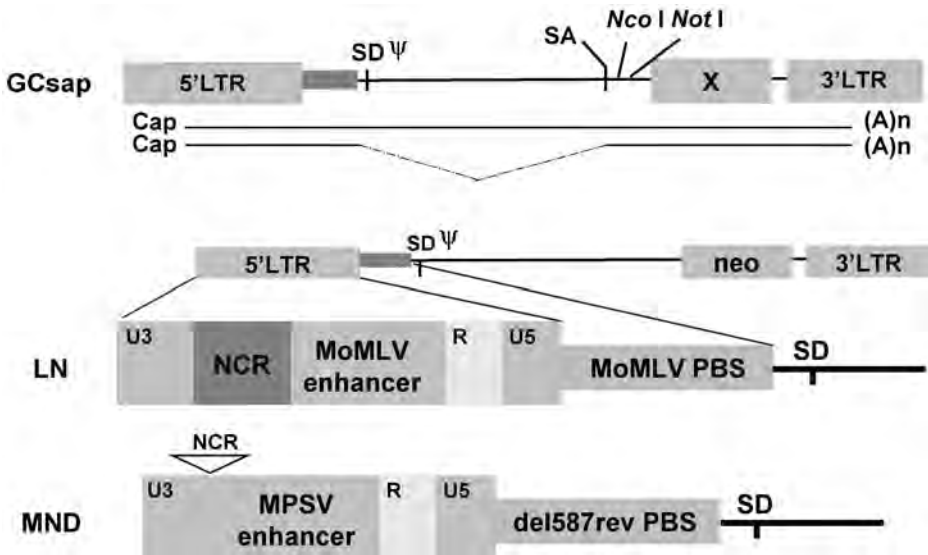 Nco I Not I
SD Ψ SA
GCsap 5'LTR X 3'LTR
Cap (A)n
Cap (A)n
SD Ψ
5'LTR neo 3'LTR
U3 R U5
LN NCR MoMLV enhancer MoMLV PBS SD
NCR
U3 R U5
MND MPSV enhancer del587rev PBS SD